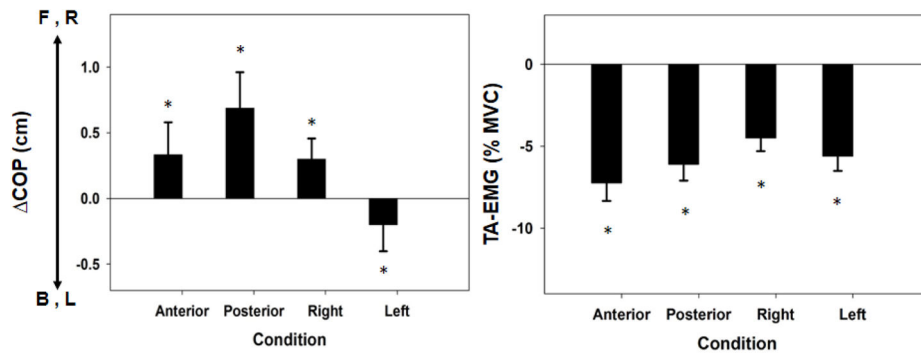 F , R
ΔCOP (cm)
B , L
1.0
0.5
0.0
-0.5
*
*
*
*
Anterior Posterior Right Left
Condition
TA-EMG (% MVC)
0
-5
-10
*
*
*
*
Anterior Posterior Right Left
Condition